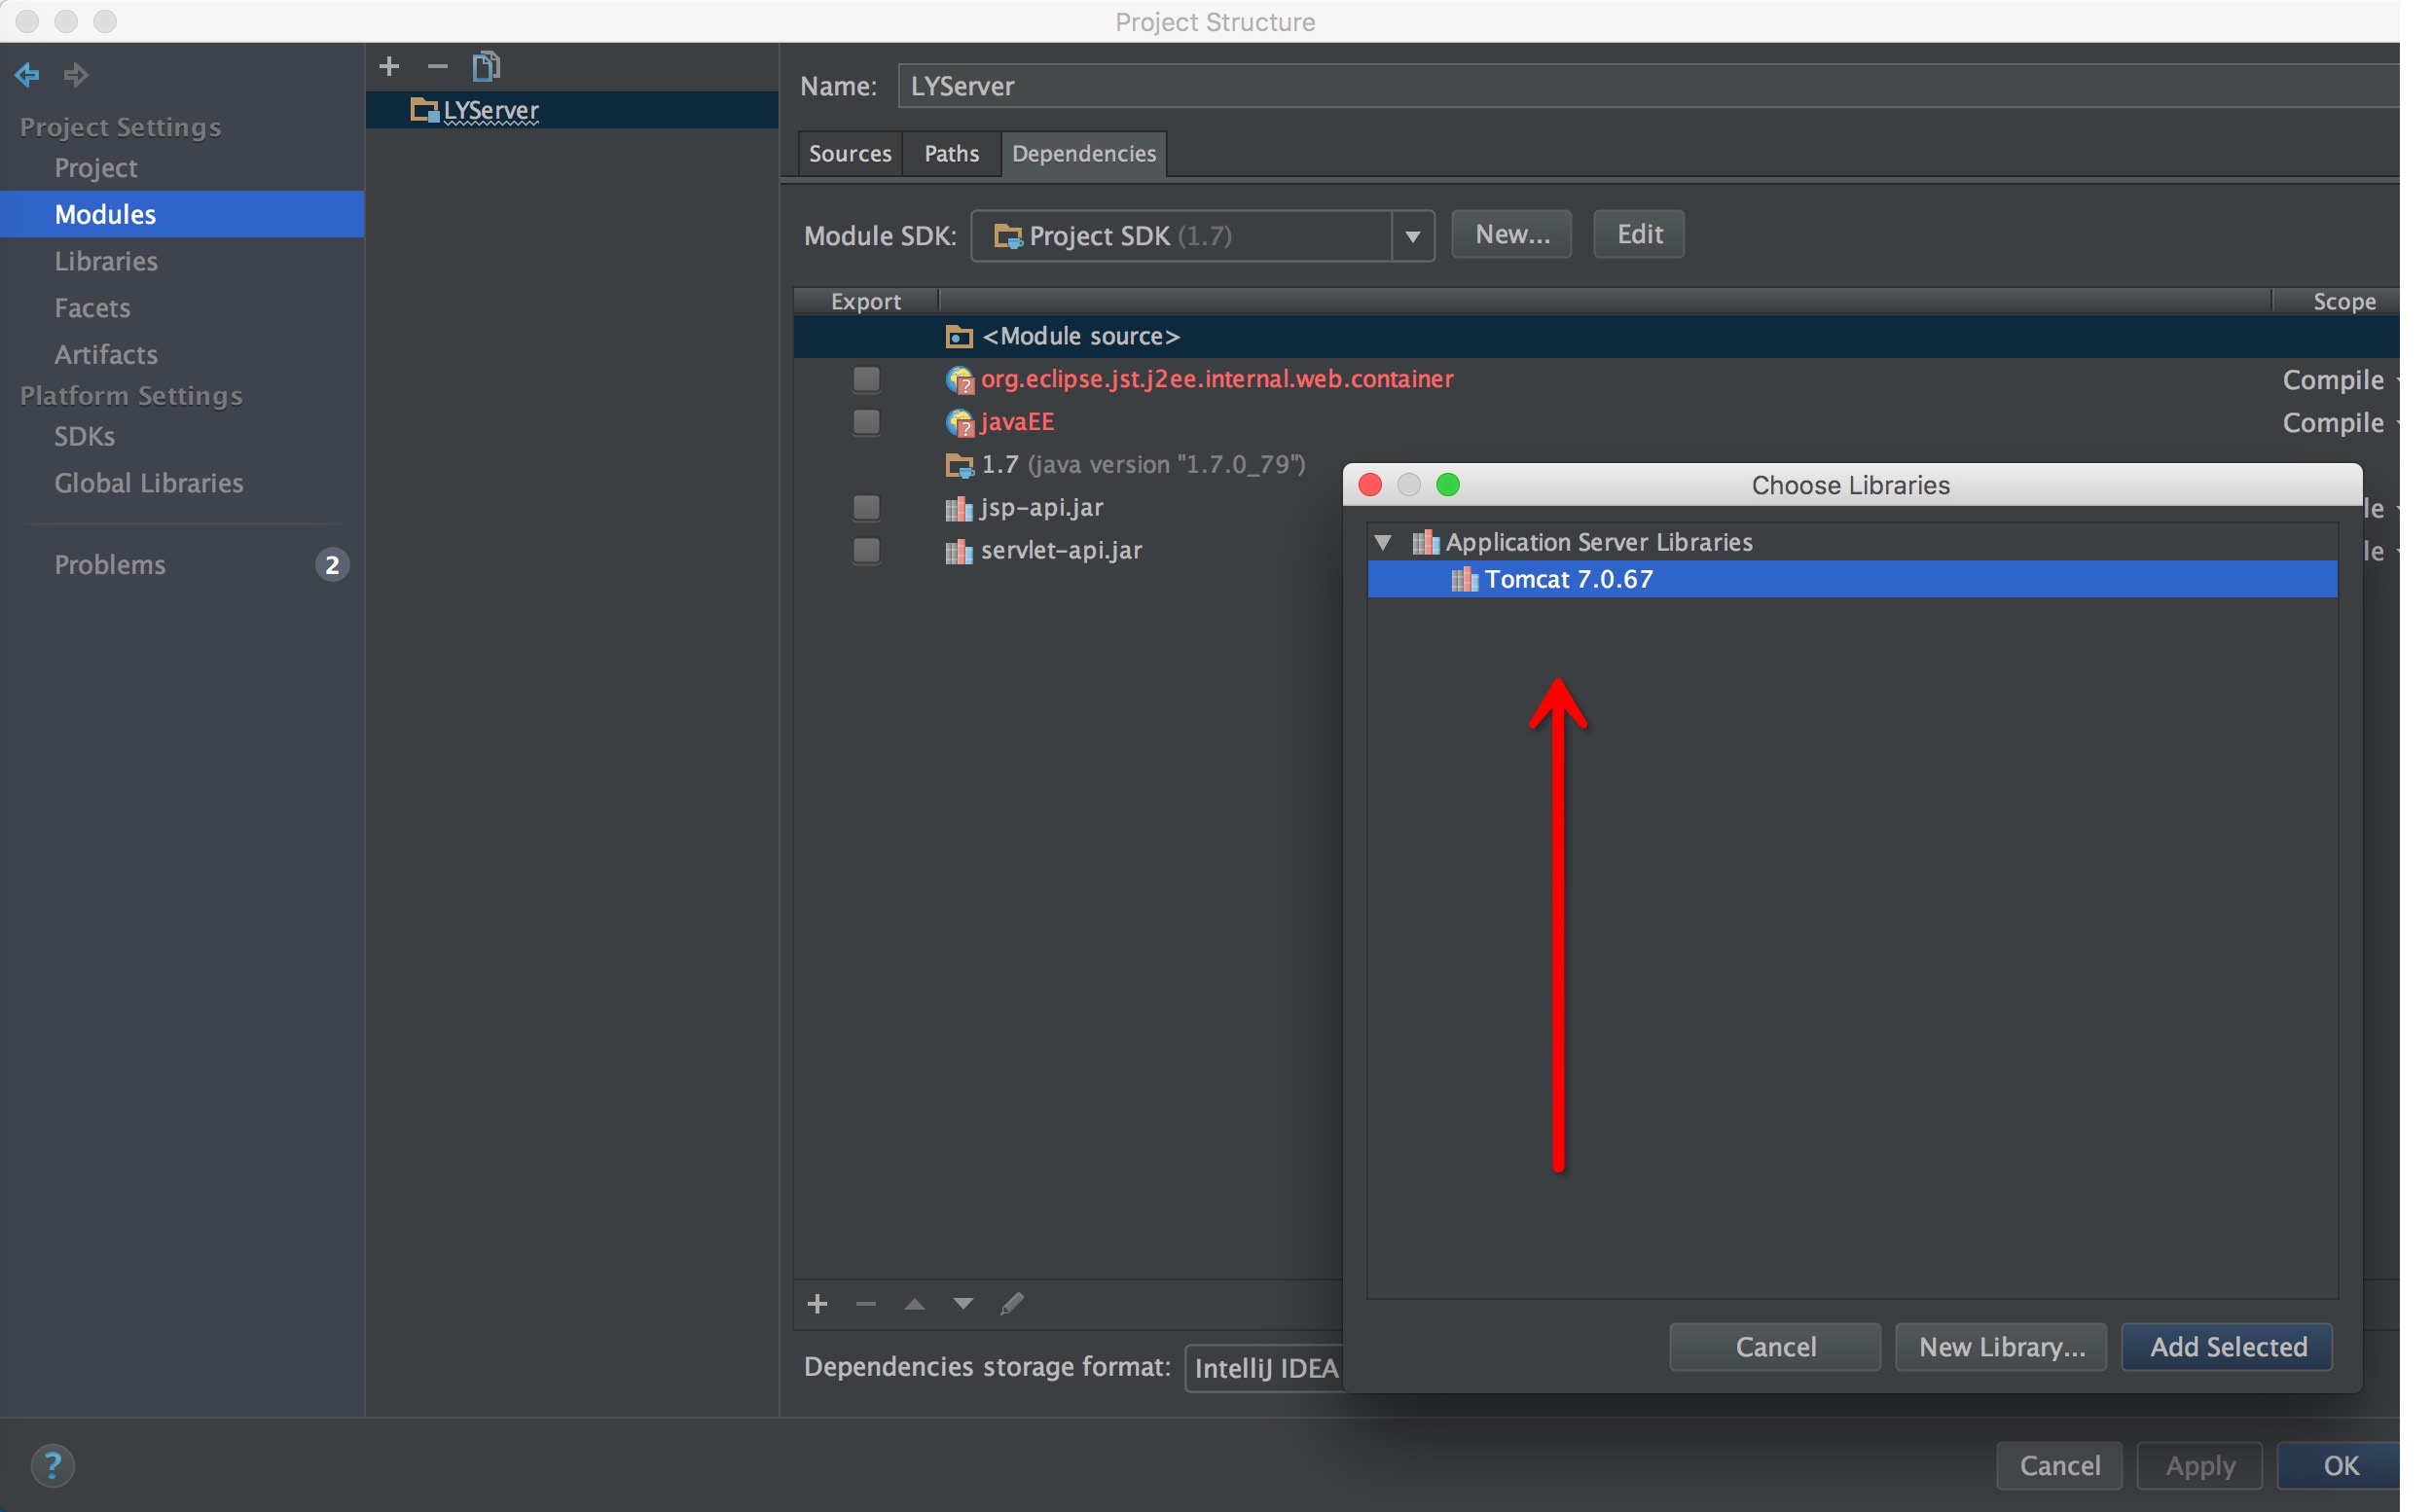 Project Structure
Project Settings
Project
Modules
Libraries
Facets
Artifacts
Platform Settings
SDKs
Global Libraries
Problems 2
LYServer
Name: LYServer
Sources Paths Dependencies
Module SDK: Project SDK (1.7) New... Edit
Export Scope
<Module source>
org.eclipse.jst.j2ee.internal.web.container Compile
javaEE Compile
1.7 (java version "1.7.0_79")
jsp-api.jar le
servlet-api.jar le
Dependencies storage format: IntelliJ IDEA
Choose Libraries
Application Server Libraries
Tomcat 7.0.67
Cancel New Library... Add Selected
? Cancel Apply OK